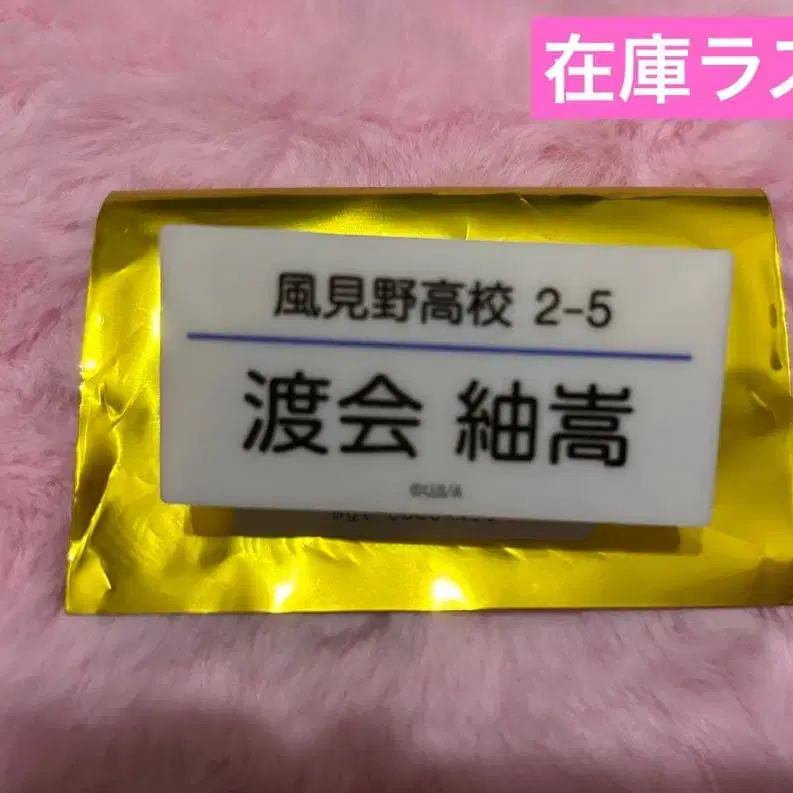 在庫ラス
風見野高校 2-5
渡会 紬嵩